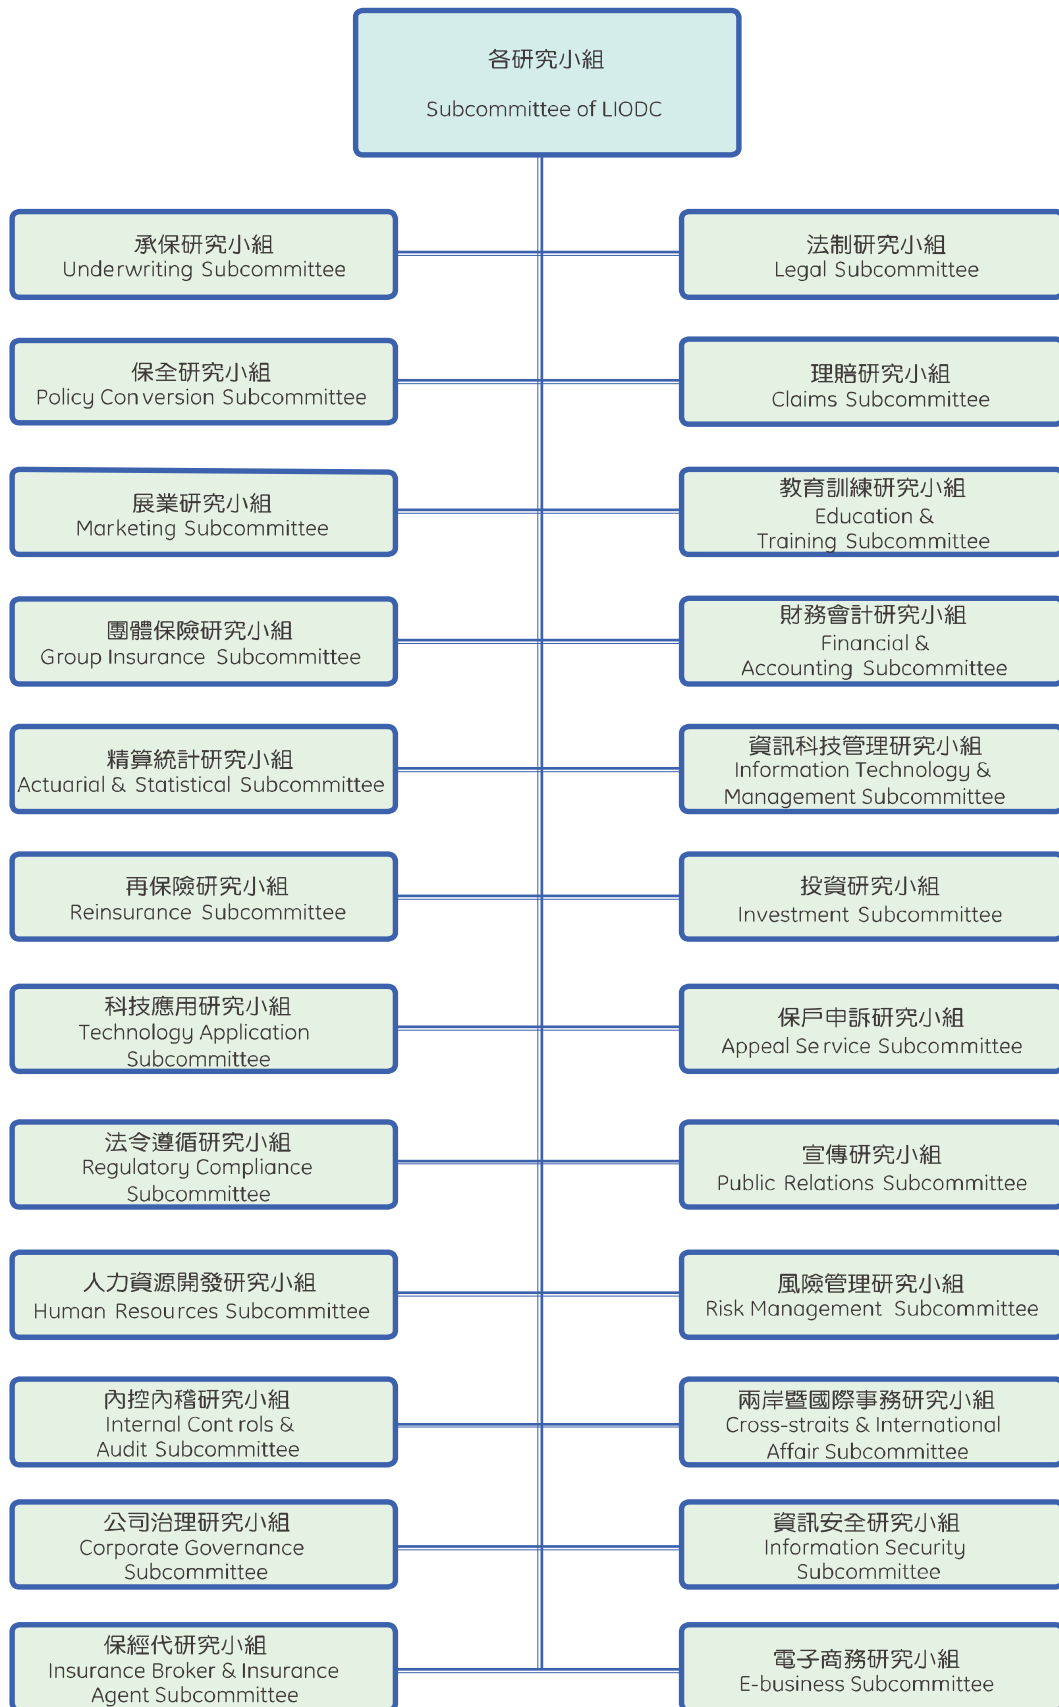 各研究小組
Subcommittee of LIODC
承保研究小組
Underwriting Subcommittee
法制研究小組
Legal Subcommittee
保全研究小組
Policy Conversion Subcommittee
理賠研究小組
Claims Subcommittee
展業研究小組
Marketing Subcommittee
教育訓練研究小組
Education &
Training Subcommittee
團體保險研究小組
Group Insurance Subcommittee
財務會計研究小組
Financial &
Accounting Subcommittee
精算統計研究小組
Actuarial & Statistical Subcommittee
資訊科技管理研究小組
Information Technology &
Management Subcommittee
再保險研究小組
Reinsurance Subcommittee
投資研究小組
Investment Subcommittee
科技應用研究小組
Technology Application
Subcommittee
保戶申訴研究小組
Appeal Service Subcommittee
法令遵循研究小組
Regulatory Compliance
Subcommittee
宣傳研究小組
Public Relations Subcommittee
人力資源開發研究小組
Human Resources Subcommittee
風險管理研究小組
Risk Management Subcommittee
內控內稽研究小組
Internal Controls &
Audit Subcommittee
兩岸暨國際事務研究小組
Cross-straits & International
Affair Subcommittee
公司治理研究小組
Corporate Governance
Subcommittee
資訊安全研究小組
Information Security
Subcommittee
保經代研究小組
Insurance Broker & Insurance
Agent Subcommittee
電子商務研究小組
E-business Subcommittee